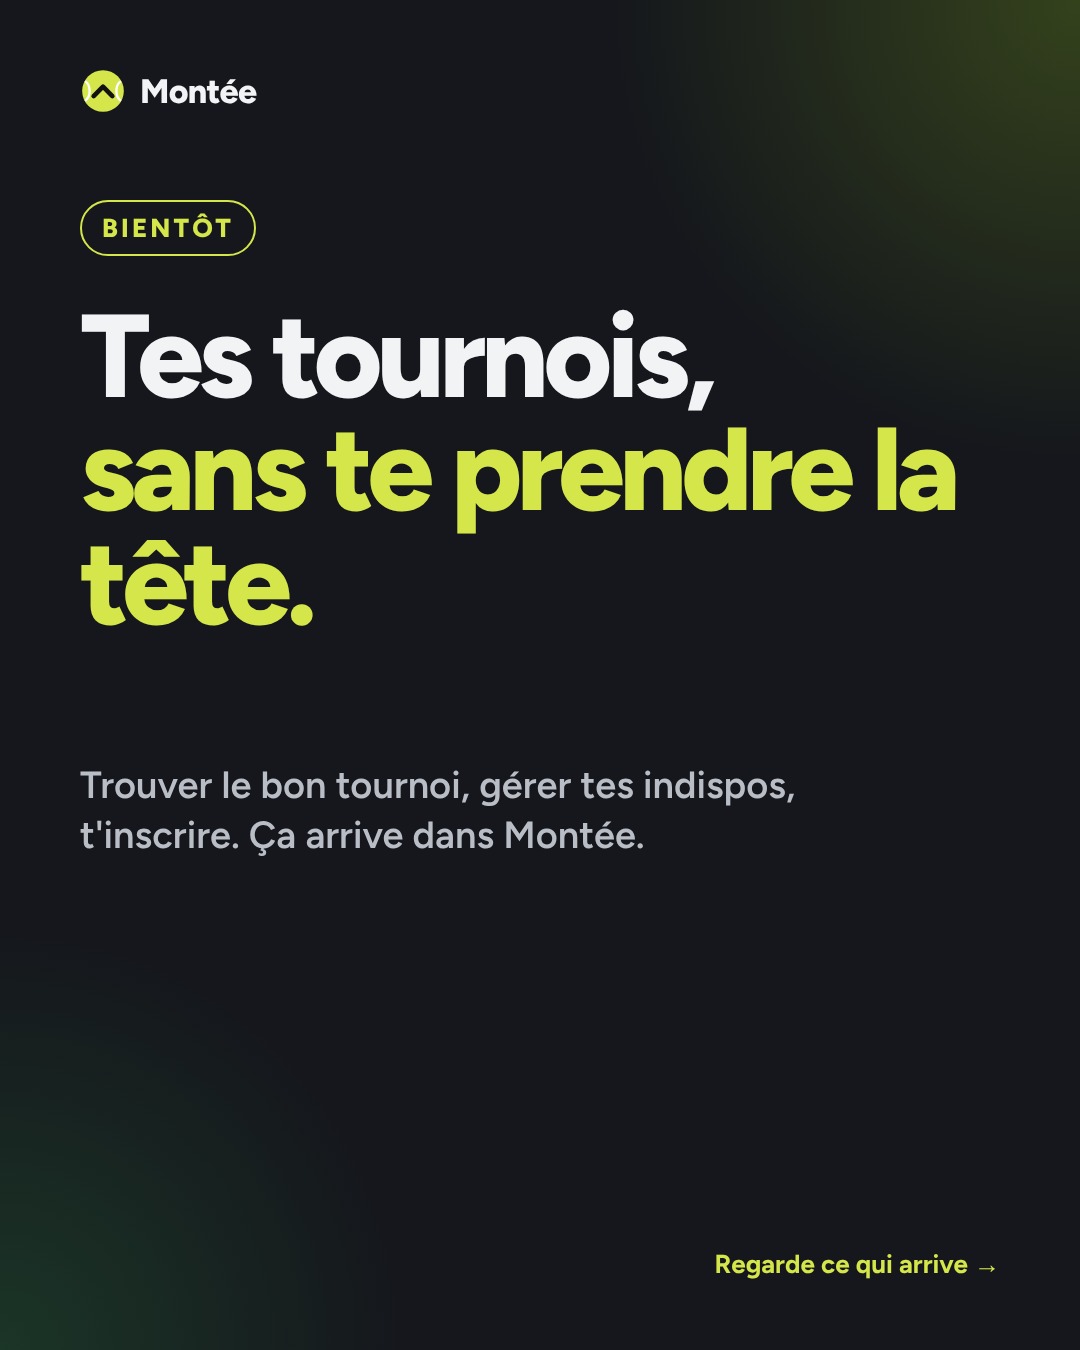 Montée
BIENTÔT
Tes tournois,
sans te prendre la
tête.
Trouver le bon tournoi, gérer tes indispos,
t'inscrire. Ça arrive dans Montée.
Regarde ce qui arrive →